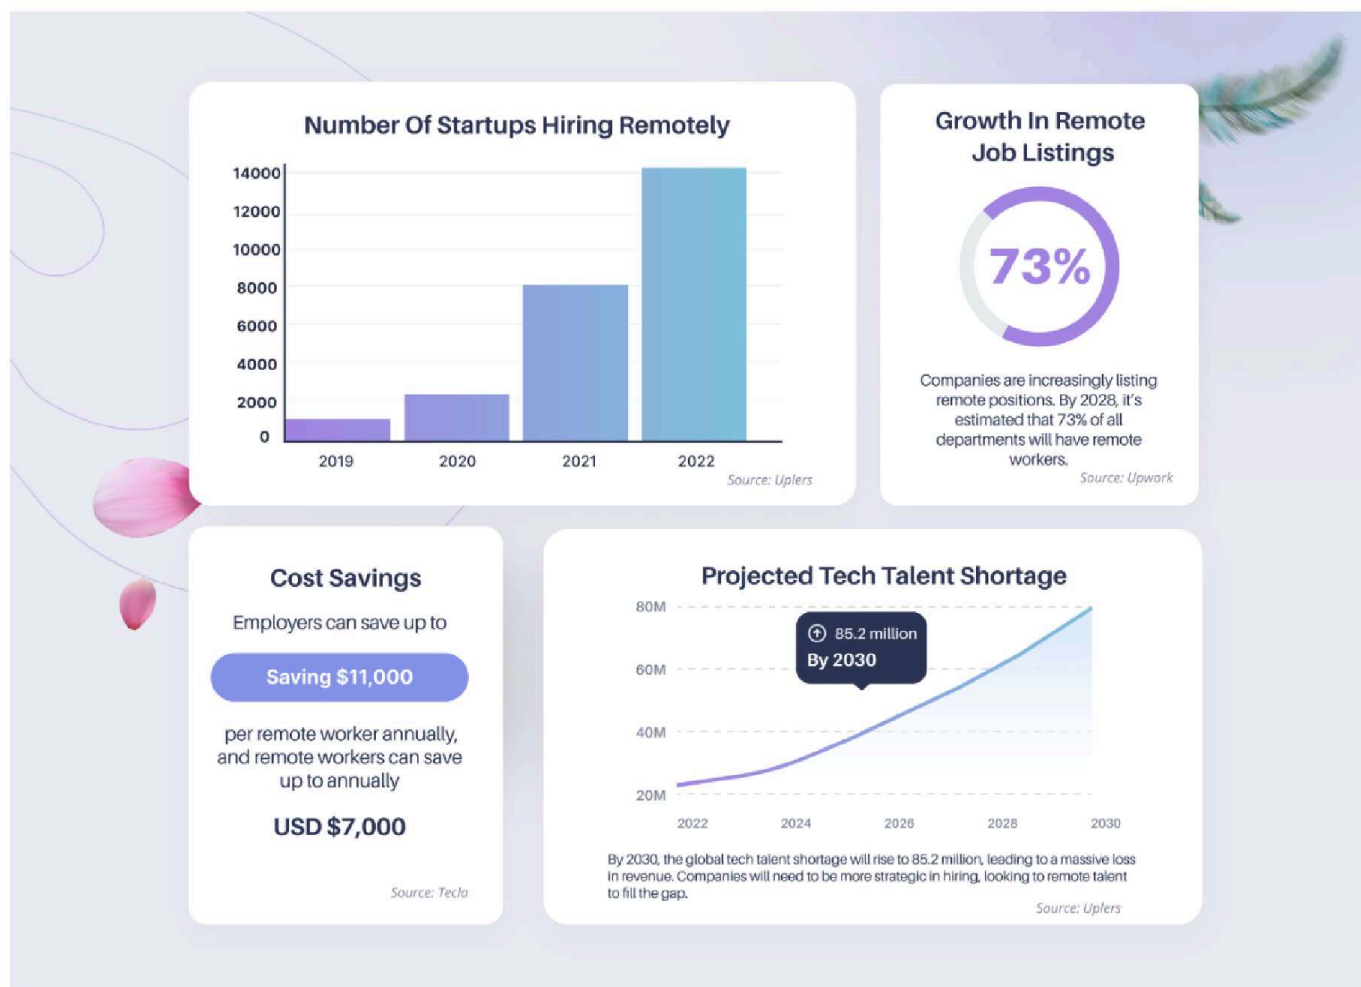 Number Of Startups Hiring Remotely
14000
12000
10000
8000
6000
4000
2000
0
2019 2020 2021 2022
Source: Uplers
Growth In Remote
Job Listings
73%
Companies are increasingly listing
remote positions. By 2028, it's
estimated that 73% of all
departments will have remote
workers.
Source: Upwork
Cost Savings
Employers can save up to
Saving $11,000
per remote worker annually,
and remote workers can save
up to annually
USD $7,000
Source: Tecla
Projected Tech Talent Shortage
80M
85.2 million
By 2030
60M
40M
20M
2022 2024 2026 2028 2030
By 2030, the global tech talent shortage will rise to 85.2 million, leading to a massive loss
in revenue. Companies will need to be more strategic in hiring, looking to remote talent
to fill the gap.
Source: Uplers